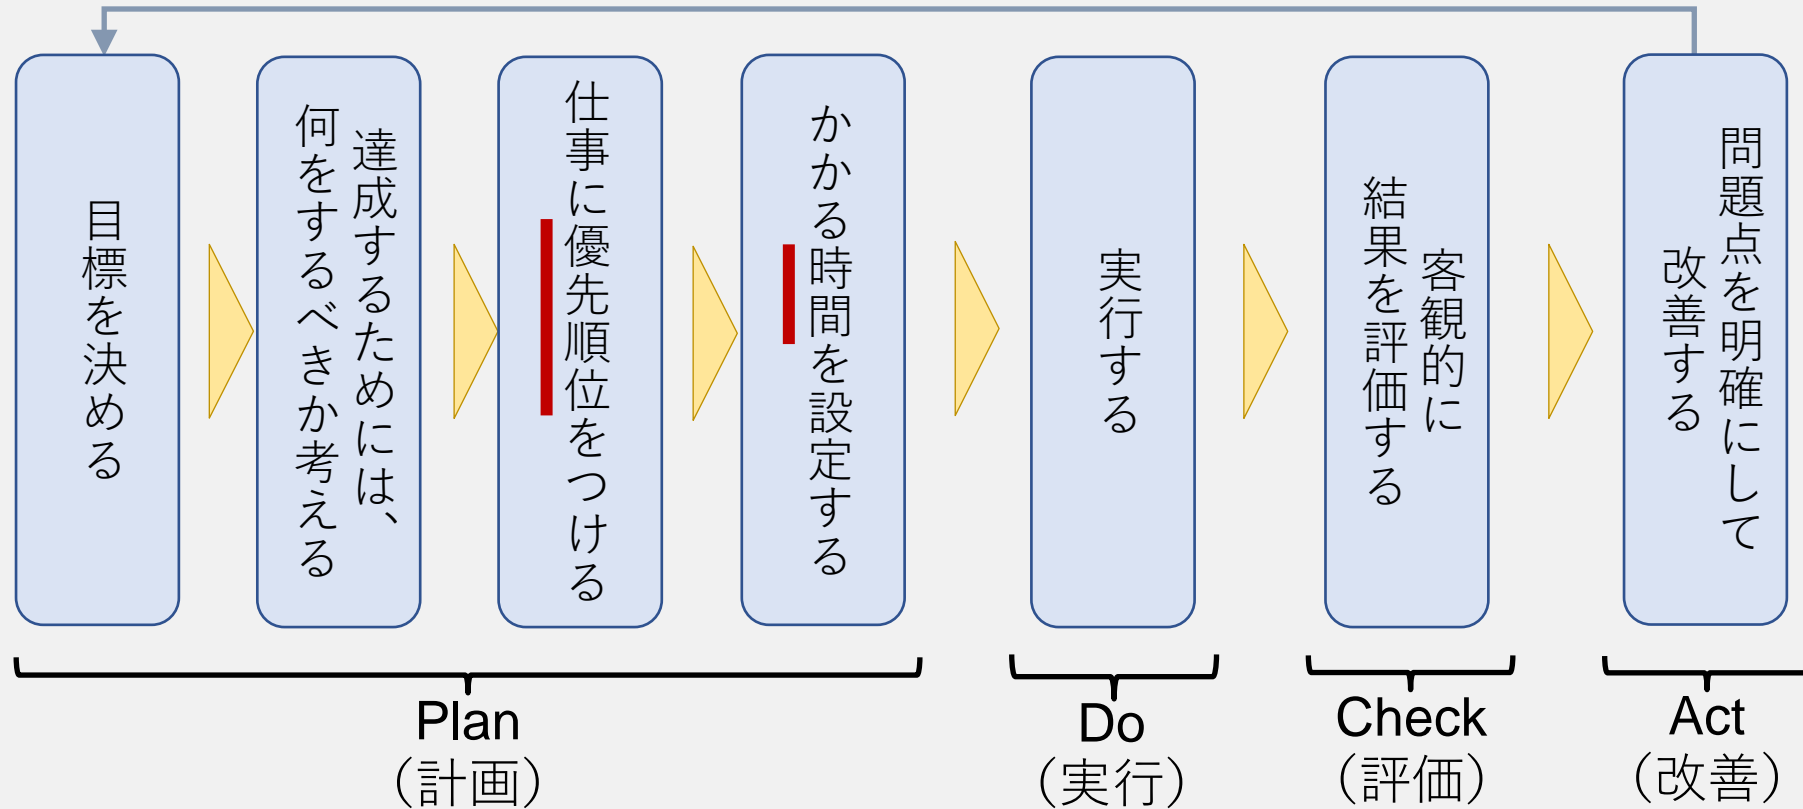 目標を決める
達成するためには、
何をするべきか考える
仕事に優先順位をつける
かかる時間を設定する
実行する
客観的に
結果を評価する
問題点を明確にして
改善する
Plan
（計画）
Do
（実行）
Check
（評価）
Act
（改善）